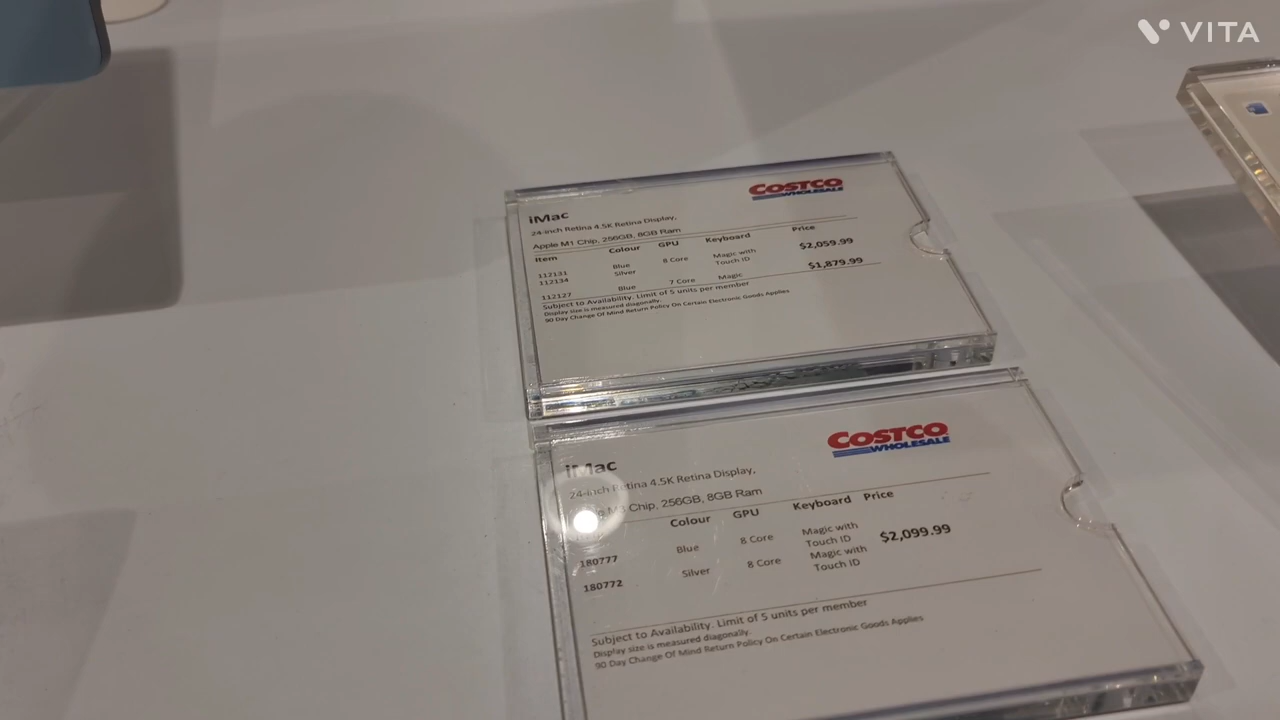 VITA
COSTCO
WHOLESALE
iMac
24-inch Retina 4.5K Retina Display,
Apple M1 Chip, 256GB, 8GB Ram
Item Colour GPU Keyboard Price
112131 Blue 8 Core Magic with $2,059.99
112134 Silver Touch ID
112127 Blue 7 Core Magic $1,879.99
Subject to Availability. Limit of 5 units per member
Display size is measured diagonally.
90 Day Change Of Mind Return Policy On Certain Electronic Goods Applies
COSTCO
WHOLESALE
iMac
24-inch Retina 4.5K Retina Display,
M3 Chip, 256GB, 8GB Ram
Colour GPU Keyboard Price
180777 Blue 8 Core Magic with Touch ID $2,099.99
180772 Silver 8 Core Magic with Touch ID
Subject to Availability. Limit of 5 units per member
Display size is measured diagonally.
90 Day Change Of Mind Return Policy On Certain Electronic Goods Applies